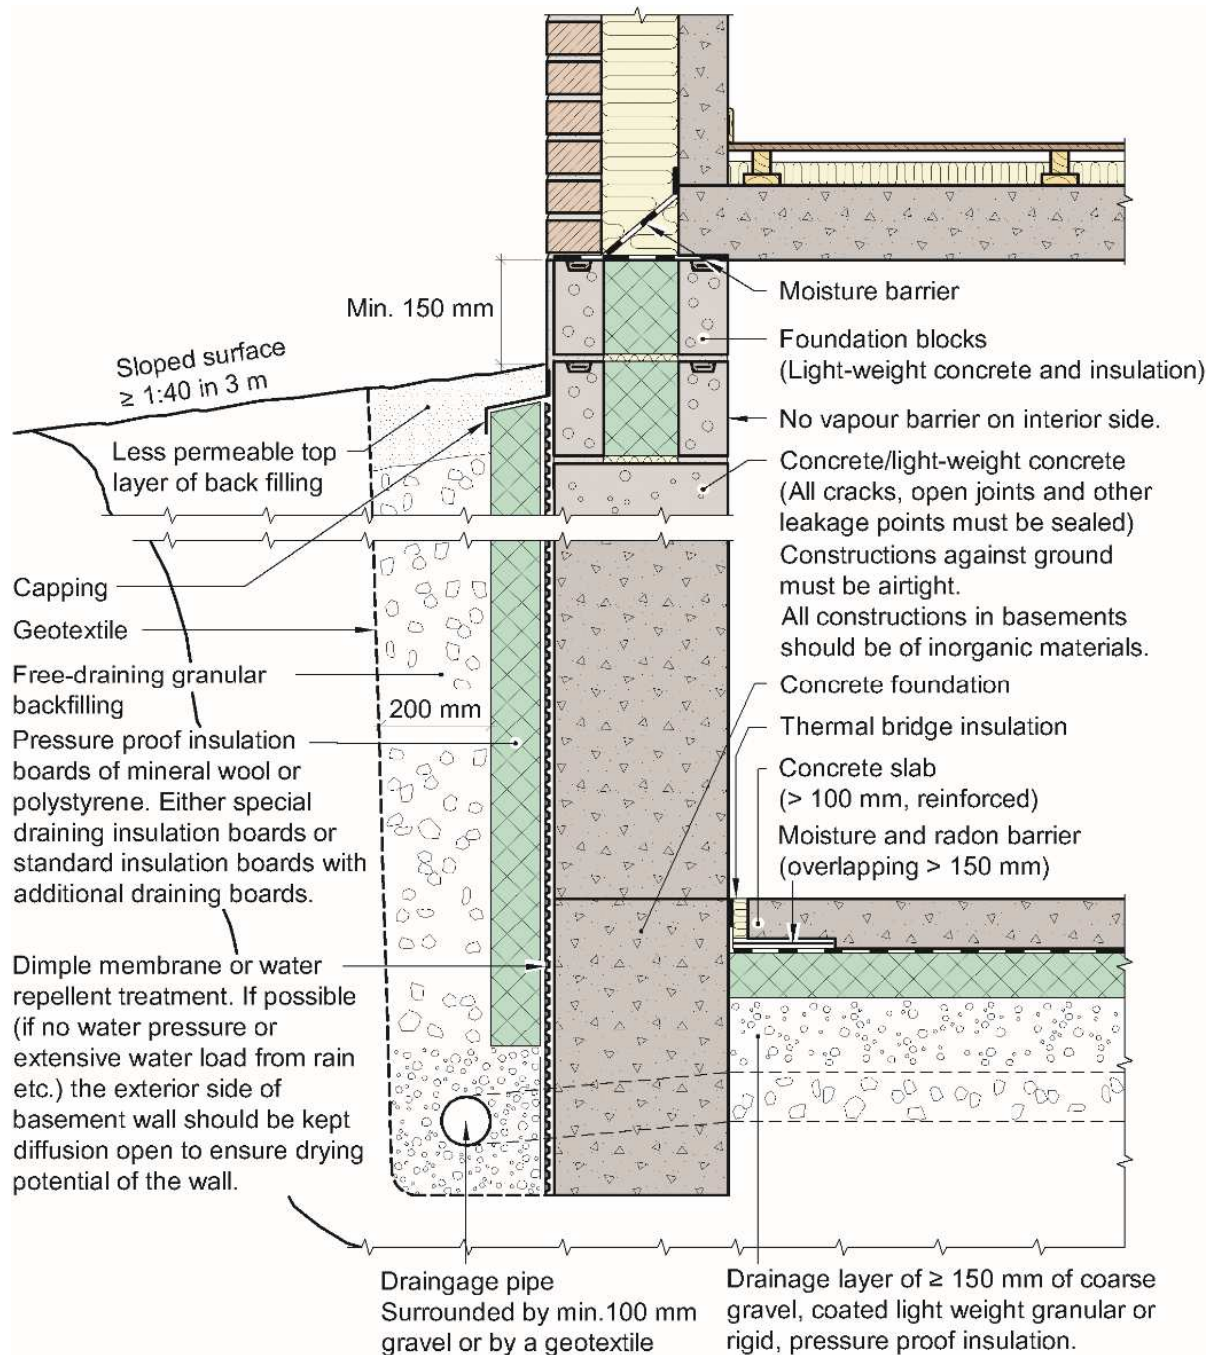 Min. 150 mm
Sloped surface
≥ 1:40 in 3 m
Less permeable top
layer of back filling
Capping
Geotextile
Free-draining granular
backfilling
200 mm
Pressure proof insulation
boards of mineral wool or
polystyrene. Either special
draining insulation boards or
standard insulation boards with
additional draining boards.
Dimple membrane or water
repellent treatment. If possible
(if no water pressure or
extensive water load from rain
etc.) the exterior side of
basement wall should be kept
diffusion open to ensure drying
potential of the wall.
Moisture barrier
Foundation blocks
(Light-weight concrete and insulation)
No vapour barrier on interior side.
Concrete/light-weight concrete
(All cracks, open joints and other
leakage points must be sealed)
Constructions against ground
must be airtight.
All constructions in basements
should be of inorganic materials.
Concrete foundation
Thermal bridge insulation
Concrete slab
(> 100 mm, reinforced)
Moisture and radon barrier
(overlapping > 150 mm)
Draingage pipe
Surrounded by min.100 mm
gravel or by a geotextile
Drainage layer of ≥ 150 mm of coarse
gravel, coated light weight granular or
rigid, pressure proof insulation.